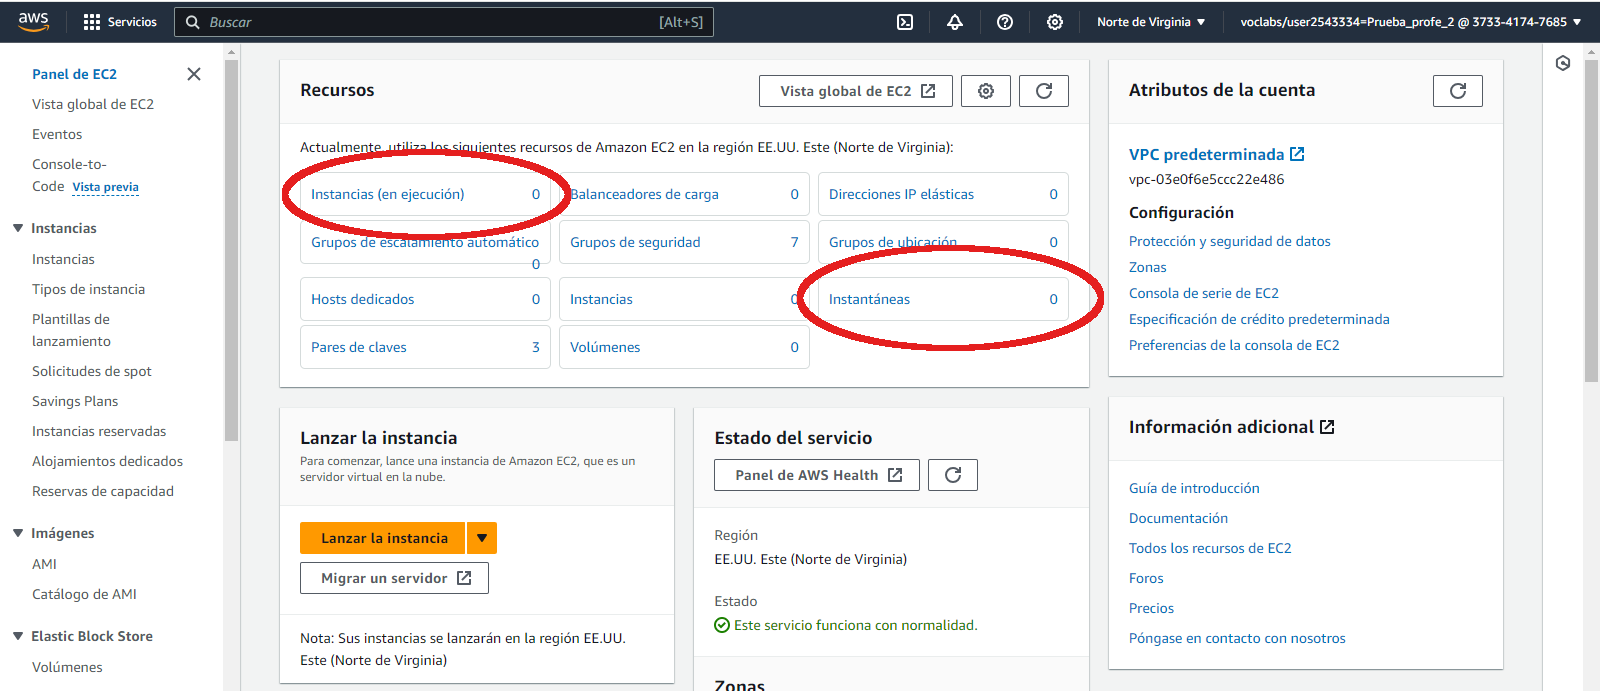 aws
Servicios
Buscar
[Alt+S]
Norte de Virginia
voclabs/user2543334=Prueba_profe_2 @ 3733-4174-7685
Panel de EC2
Vista global de EC2
Eventos
Console-to-
Code Vista previa
Instancias
Instancias
Tipos de instancia
Plantillas de
lanzamiento
Solicitudes de spot
Savings Plans
Instancias reservadas
Alojamientos dedicados
Reservas de capacidad
Imágenes
AMI
Catálogo de AMI
Elastic Block Store
Volúmenes
Recursos
Vista global de EC2
Actualmente, utiliza los siguientes recursos de Amazon EC2 en la región EE.UU. Este (Norte de Virginia):
Instancias (en ejecución) 0
Balanceadores de carga 0
Direcciones IP elásticas 0
Grupos de escalamiento automático
0
Grupos de seguridad 7
Grupos de ubicación 0
Hosts dedicados 0
Instancias 0
Instantáneas 0
Pares de claves 3
Volúmenes 0
Lanzar la instancia
Para comenzar, lance una instancia de Amazon EC2, que es un
servidor virtual en la nube.
Lanzar la instancia
Migrar un servidor
Nota: Sus instancias se lanzarán en la región EE.UU.
Este (Norte de Virginia)
Estado del servicio
Panel de AWS Health
Región
EE.UU. Este (Norte de Virginia)
Estado
Este servicio funciona con normalidad.
Zonas
Atributos de la cuenta
VPC predeterminada
vpc-03e0f6e5ccc22e486
Configuración
Protección y seguridad de datos
Zonas
Consola de serie de EC2
Especificación de crédito predeterminada
Preferencias de la consola de EC2
Información adicional
Guía de introducción
Documentación
Todos los recursos de EC2
Foros
Precios
Póngase en contacto con nosotros